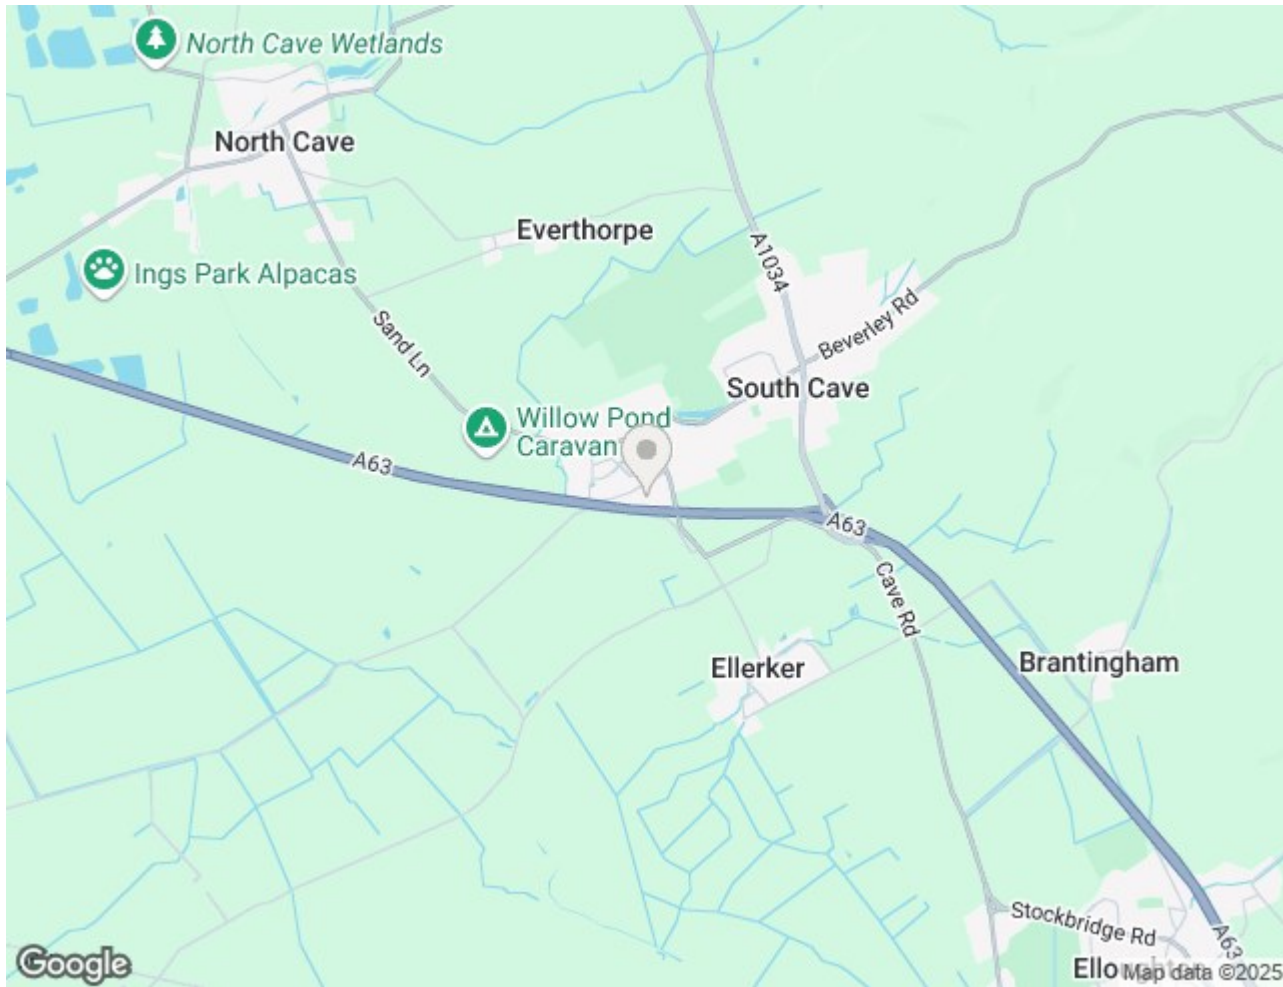 North Cave Wetlands
North Cave
Everthorpe
A1034
Ings Park Alpacas
Sand Ln
Beverley Rd
South Cave
Willow Pond
Caravan
A63
A63
Cave Rd
Ellerker
Brantingham
Stockbridge Rd
A63
Google
Map data ©2025